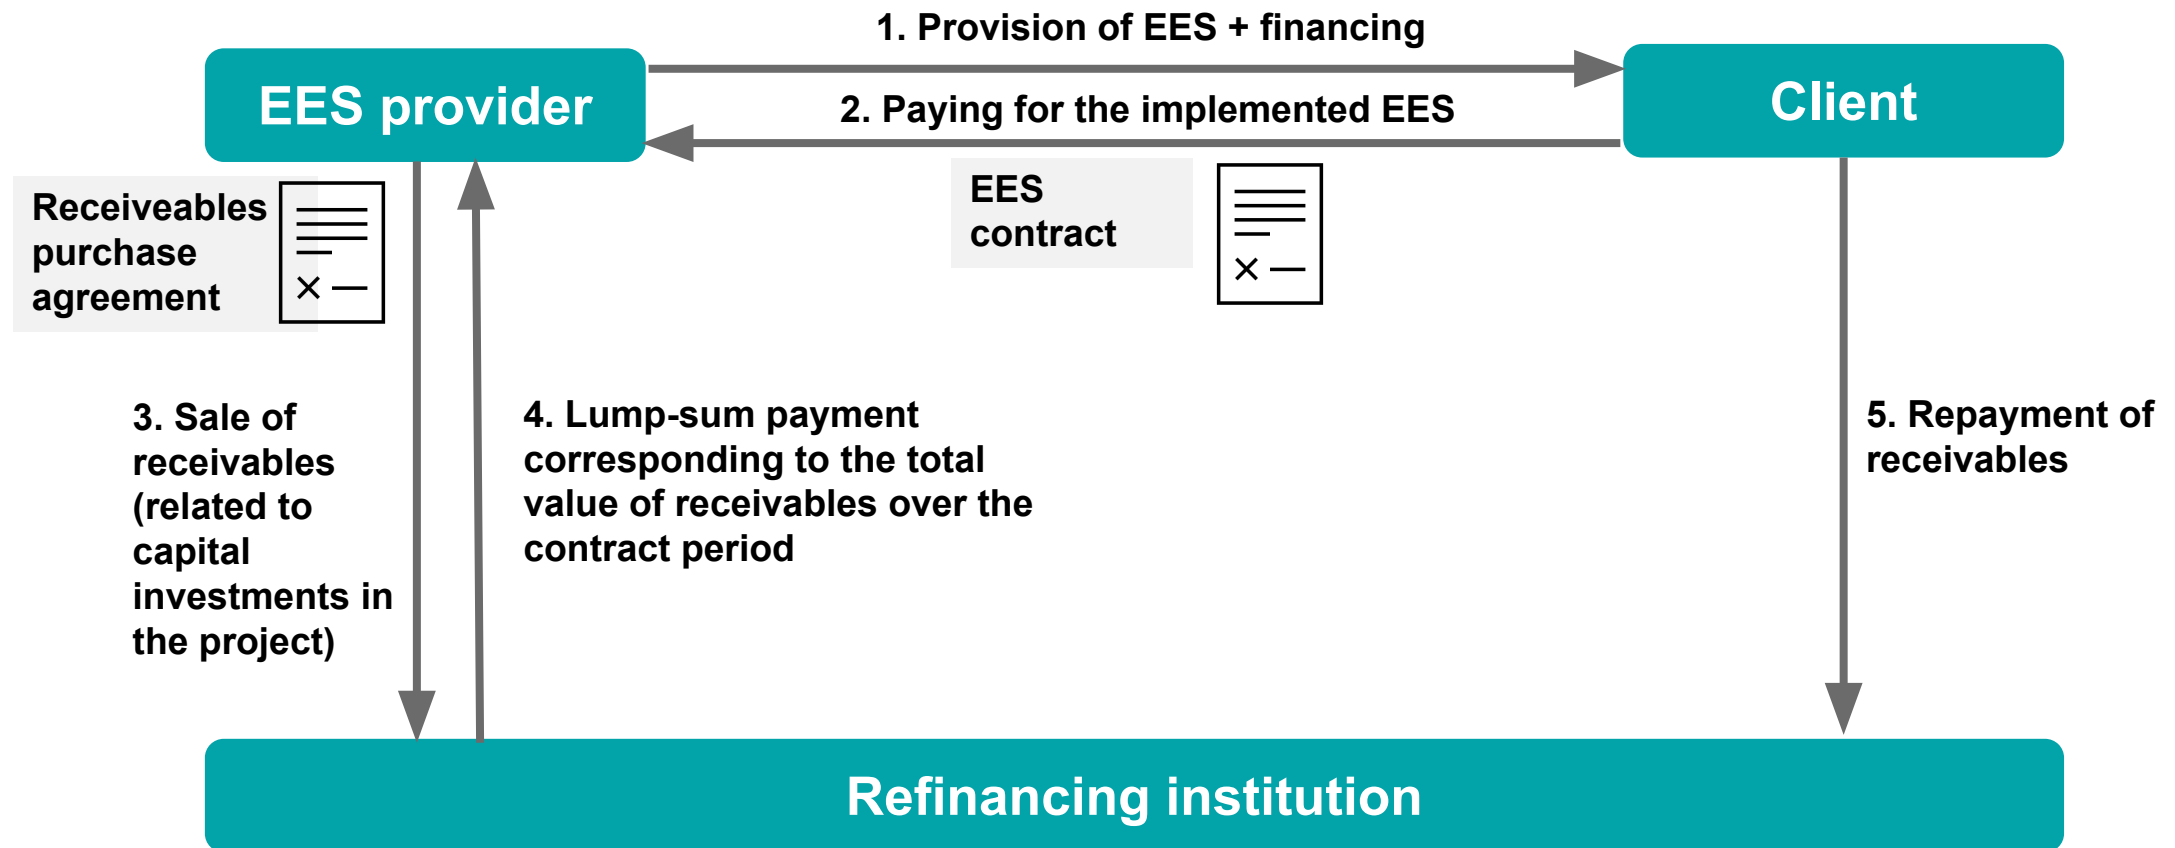 1. Provision of EES + financing
EES provider
Client
2. Paying for the implemented EES
Receiveables
purchase
agreement
EES
contract
3. Sale of
receivables
(related to
capital
investments in
the project)
4. Lump-sum payment
corresponding to the total
value of receivables over the
contract period
5. Repayment of
receivables
Refinancing institution